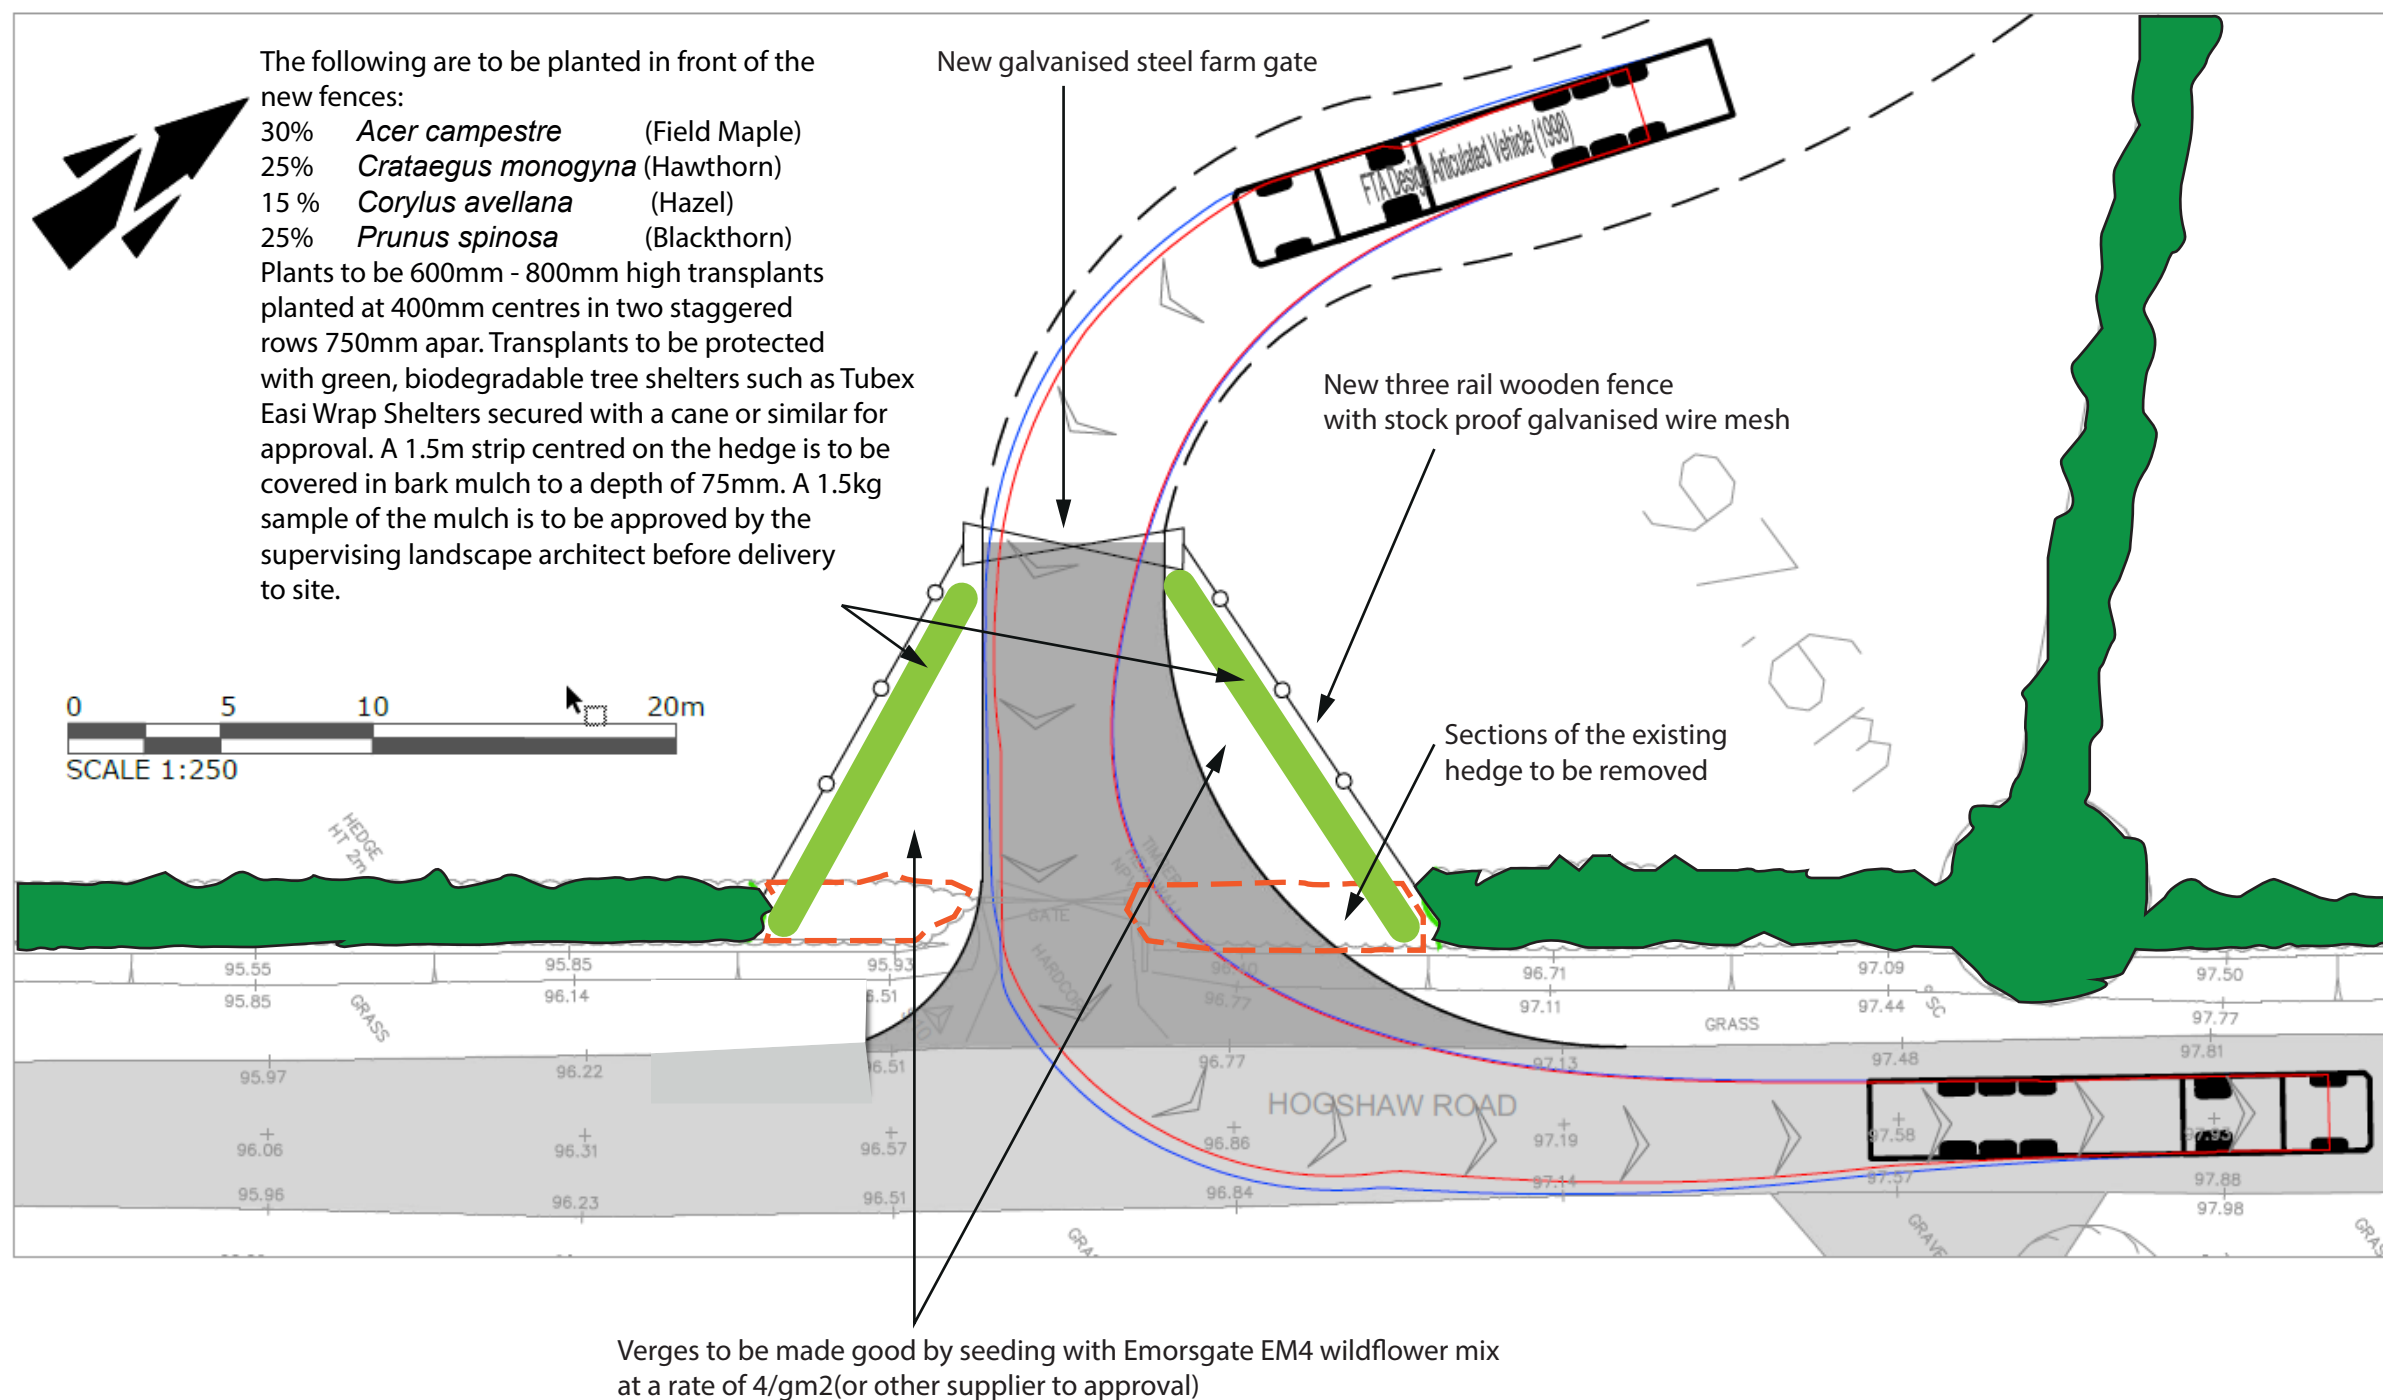 The following are to be planted in front of the
new fences:
30% Acer campestre (Field Maple)
25% Crataegus monogyna (Hawthorn)
15 % Corylus avellana (Hazel)
25% Prunus spinosa (Blackthorn)
Plants to be 600mm - 800mm high transplants
planted at 400mm centres in two staggered
rows 750mm apar. Transplants to be protected
with green, biodegradable tree shelters such as Tubex
Easi Wrap Shelters secured with a cane or similar for
approval. A 1.5m strip centred on the hedge is to be
covered in bark mulch to a depth of 75mm. A 1.5kg
sample of the mulch is to be approved by the
supervising landscape architect before delivery
to site.
New galvanised steel farm gate
FTA Design Articulated Vehicle (1998)
New three rail wooden fence
with stock proof galvanised wire mesh
Sections of the existing
hedge to be removed
0 5 10 20m
SCALE 1:250
HEDGE
HT 2m
GATE
95.55 95.85 95.93 96.40 96.71 97.09 97.50
95.85 96.14 96.77 97.11 97.44 97.77
GRASS
GRASS
95.97 96.22 96.77 97.13 97.48 97.81
HOGSHAW ROAD
96.06 96.31 96.57 96.86 97.19 97.58 97.93
95.96 96.23 96.51 96.84 97.14 97.57 97.88
97.98
Verges to be made good by seeding with Emorsgate EM4 wildflower mix
at a rate of 4/gm2(or other supplier to approval)